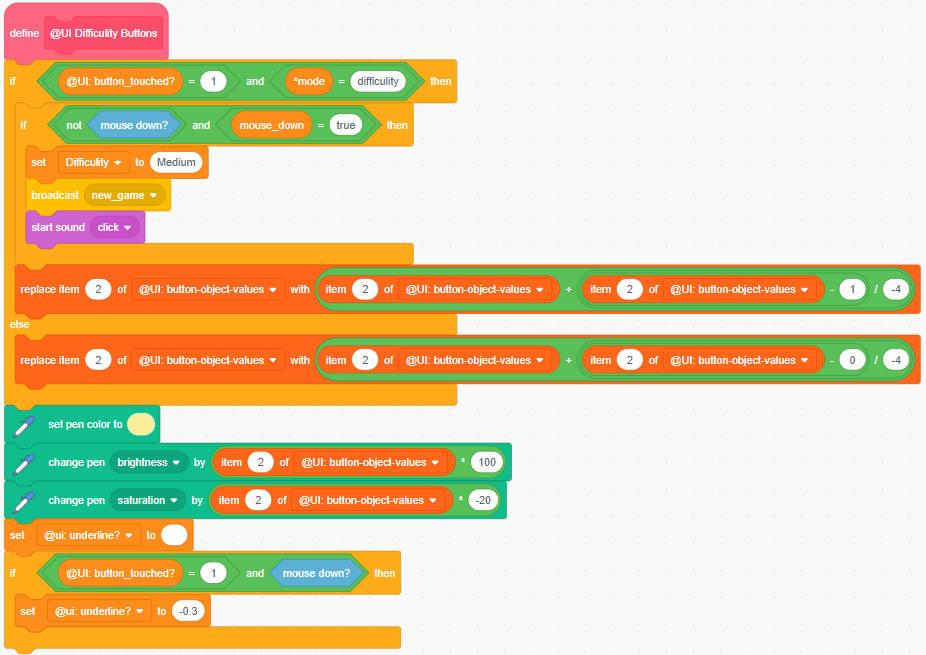 define @UI Difficulity Buttons
if @UI: button_touched? = 1 and *mode = difficulity then
if not mouse down? and mouse_down = true then
set Difficulity to Medium
broadcast new_game
start sound click
replace item 2 of @UI: button-object-values with item 2 of @UI: button-object-values + item 2 of @UI: button-object-values - 1 / -4
else
replace item 2 of @UI: button-object-values with item 2 of @UI: button-object-values + item 2 of @UI: button-object-values - 0 / -4
set pen color to
change pen brightness by item 2 of @UI: button-object-values * 100
change pen saturation by item 2 of @UI: button-object-values * -20
set @ui: underline? to
if @UI: button_touched? = 1 and mouse down? then
set @ui: underline? to -0.3